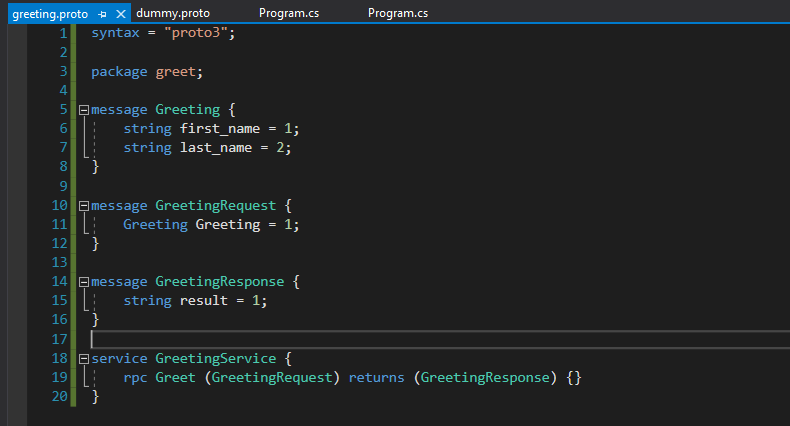 greeting.proto dummy.proto Program.cs Program.cs
1 syntax = "proto3";
2
3 package greet;
4
5 message Greeting {
6 string first_name = 1;
7 string last_name = 2;
8 }
9
10 message GreetingRequest {
11 Greeting Greeting = 1;
12 }
13
14 message GreetingResponse {
15 string result = 1;
16 }
17
18 service GreetingService {
19 rpc Greet (GreetingRequest) returns (GreetingResponse) {}
20 }